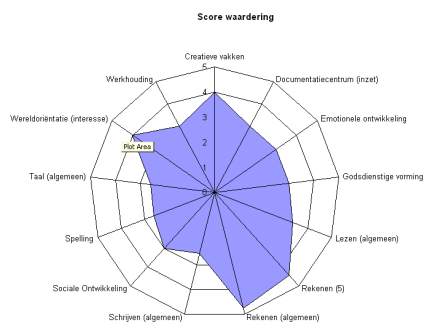 Score waardering
Creatieve vakken
Werkhouding
Documentatiecentrum (inzet)
Wereldoriëntatie (interesse)
Emotionele ontwikkeling
Plot Area
Taal (algemeen)
Godsdienstige vorming
Spelling
Lezen (algemeen)
Sociale Ontwikkeling
Rekenen (5)
Schrijven (algemeen)
Rekenen (algemeen)
5
4
3
2
1
0